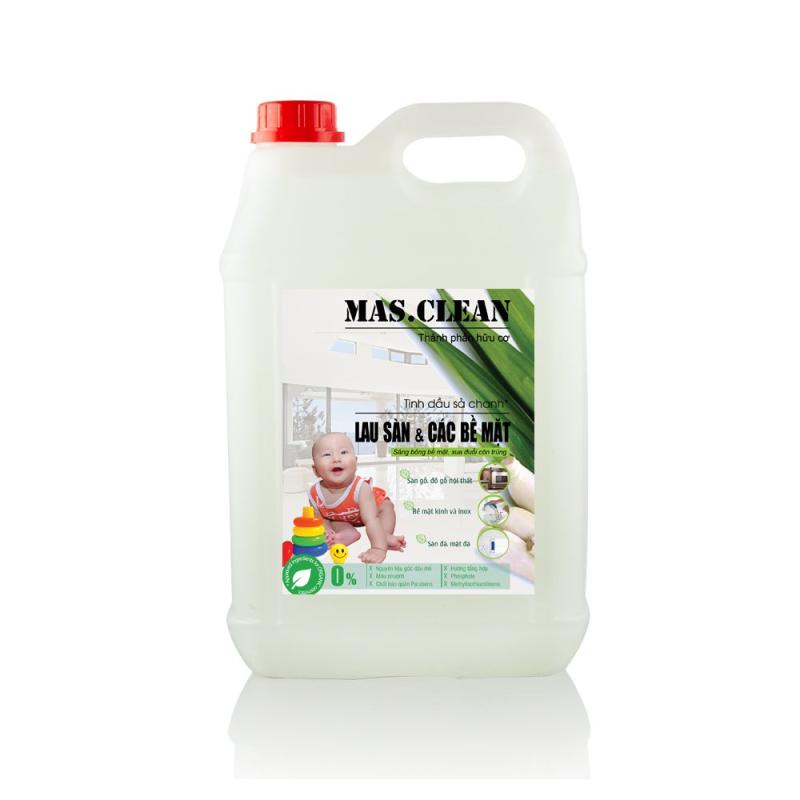 MAS.CLEAN
Thành phần hữu cơ
Tinh dầu sả chanh*
LAU SÀN & CÁC BỀ MẶT
Sáng bóng bề mặt, xua đuổi côn trùng
Sàn gỗ, đồ gỗ nội thất
Bề mặt kính và inox
Sàn đá, mặt đá
0%
X Nguyên liệu gốc dầu mỏ
X Màu nhuộm
X Chất bảo quản Parabens
X Hương tổng hợp
X Phosphate
X Methylisothiazolinone